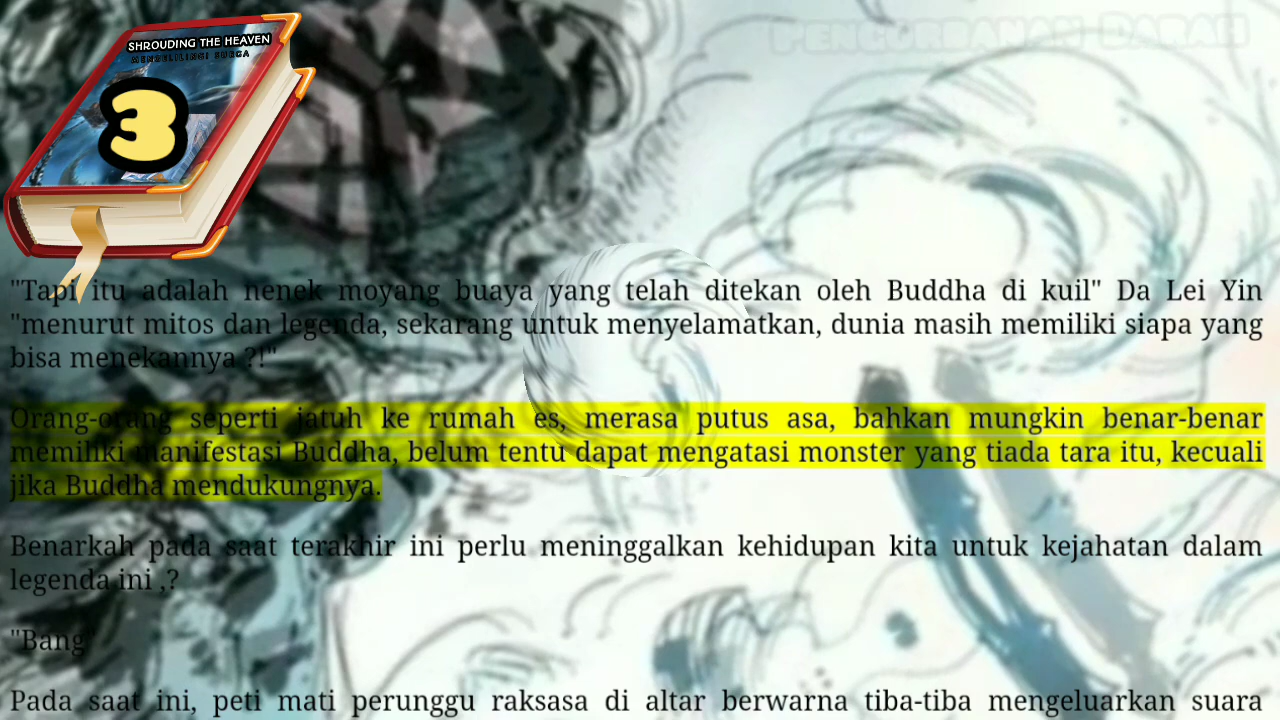 SHROUDING THE HEAVEN
MENGELILINGI SURGA
3
"Tapi itu adalah nenek moyang buaya yang telah ditekan oleh Buddha di kuil" Da Lei Yin
"menurut mitos dan legenda, sekarang untuk menyelamatkan, dunia masih memiliki siapa yang
bisa menekannya ?!"
Orang-orang seperti jatuh ke rumah es, merasa putus asa, bahkan mungkin benar-benar
memiliki manifestasi Buddha, belum tentu dapat mengatasi monster yang tiada tara itu, kecuali
jika Buddha mendukungnya.
Benarkah pada saat terakhir ini perlu meninggalkan kehidupan kita untuk kejahatan dalam
legenda ini ,?
"Bang
Pada saat ini, peti mati perunggu raksasa di altar berwarna tiba-tiba mengeluarkan suara